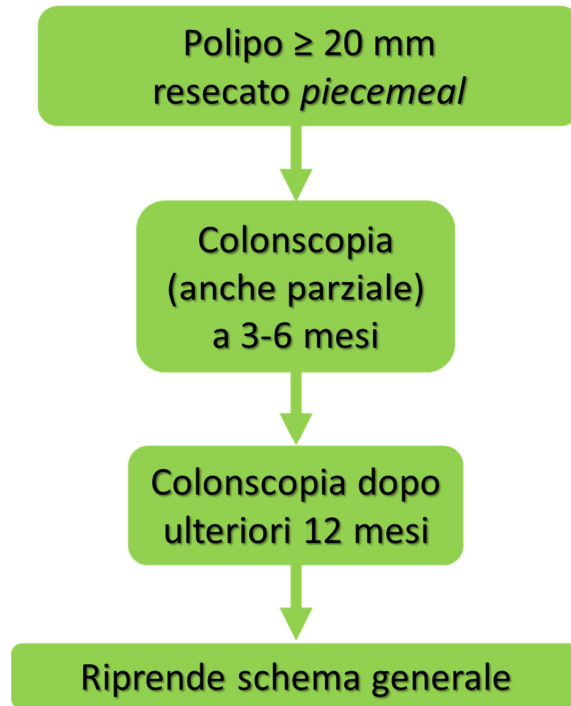 Polipo ≥ 20 mm
resecato piecemeal
Colonscopia
(anche parziale)
a 3-6 mesi
Colonscopia dopo
ulteriori 12 mesi
Riprende schema generale